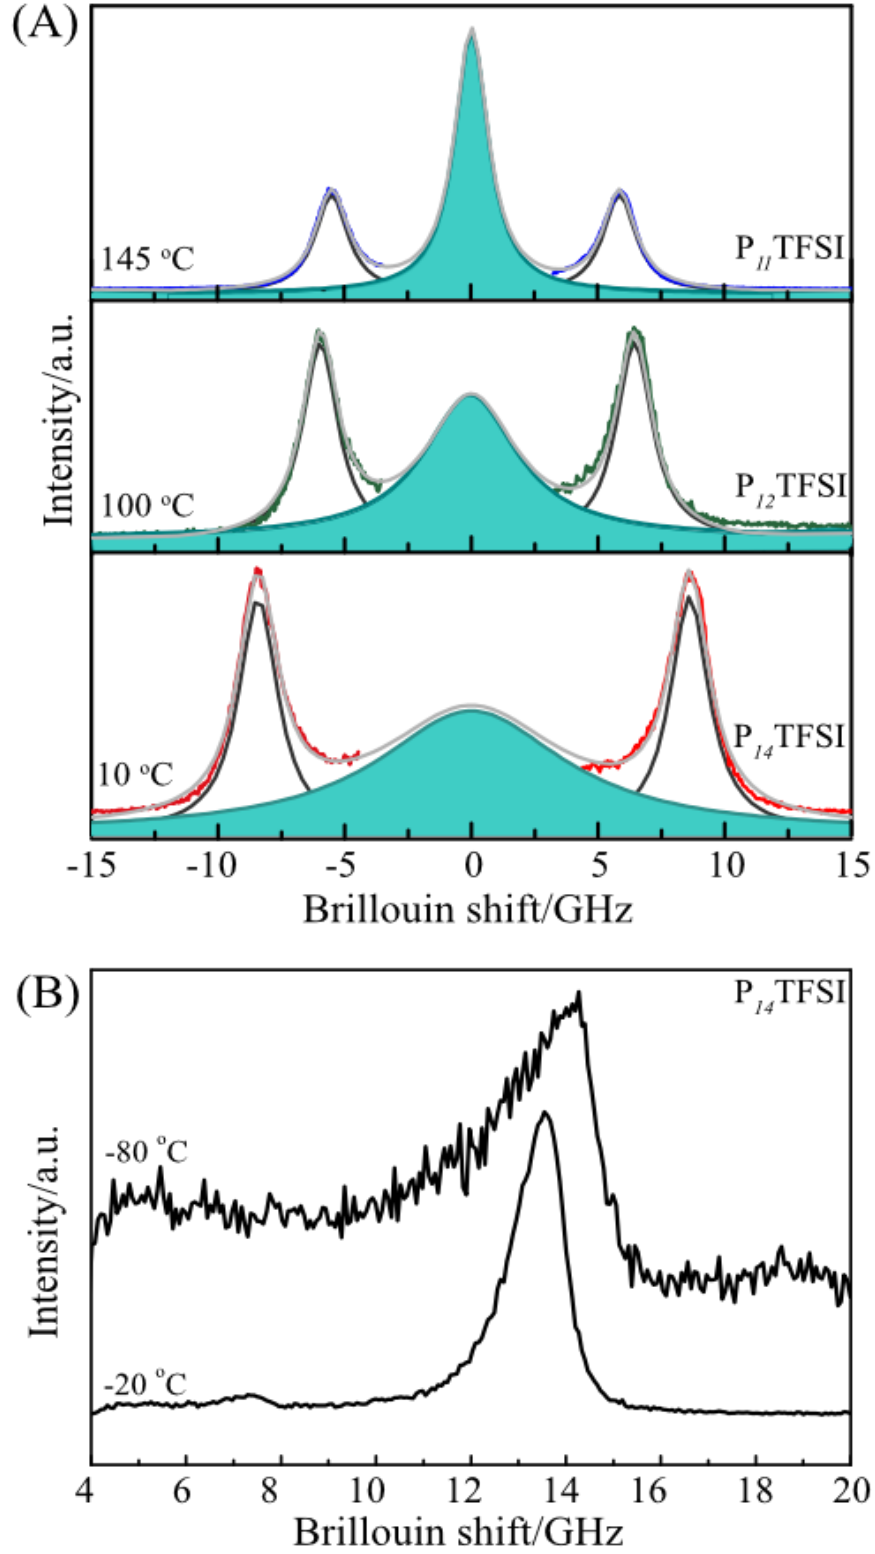 (A)
145 °C
P₁₁TFSI
Intensity/a.u.
100 °C
P₁₂TFSI
10 °C
P₁₄TFSI
-15 -10 -5 0 5 10 15
Brillouin shift/GHz
(B)
P₁₄TFSI
-80 °C
Intensity/a.u.
-20 °C
4 6 8 10 12 14 16 18 20
Brillouin shift/GHz